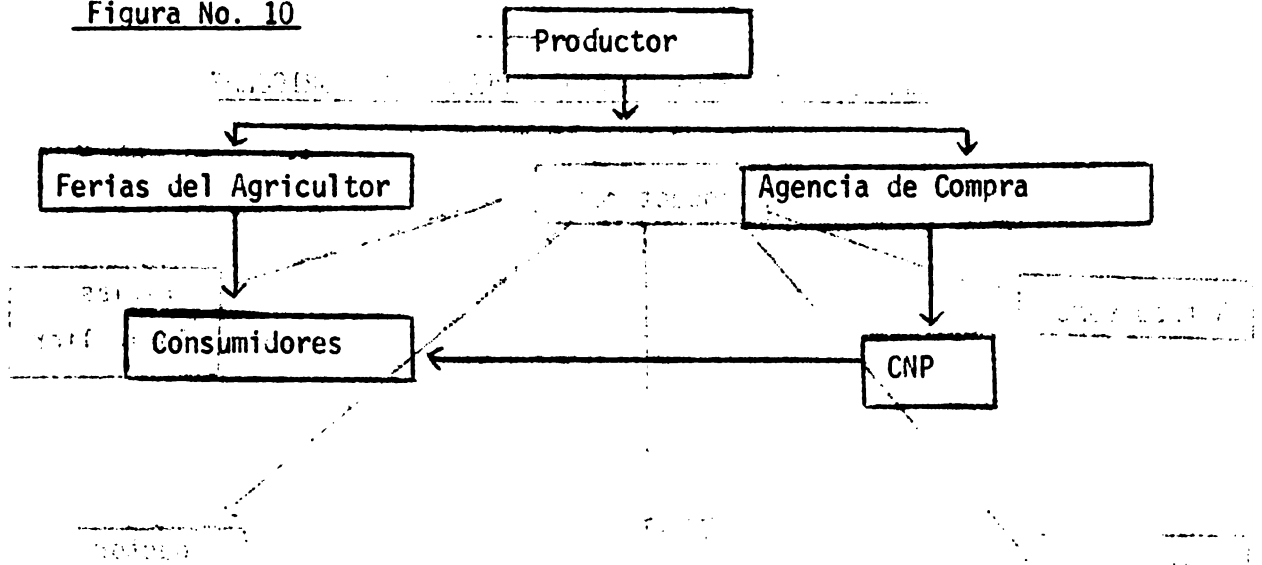 Figura No. 10
Productor
Ferias del Agricultor
Agencia de Compra
Consumidores
CNP